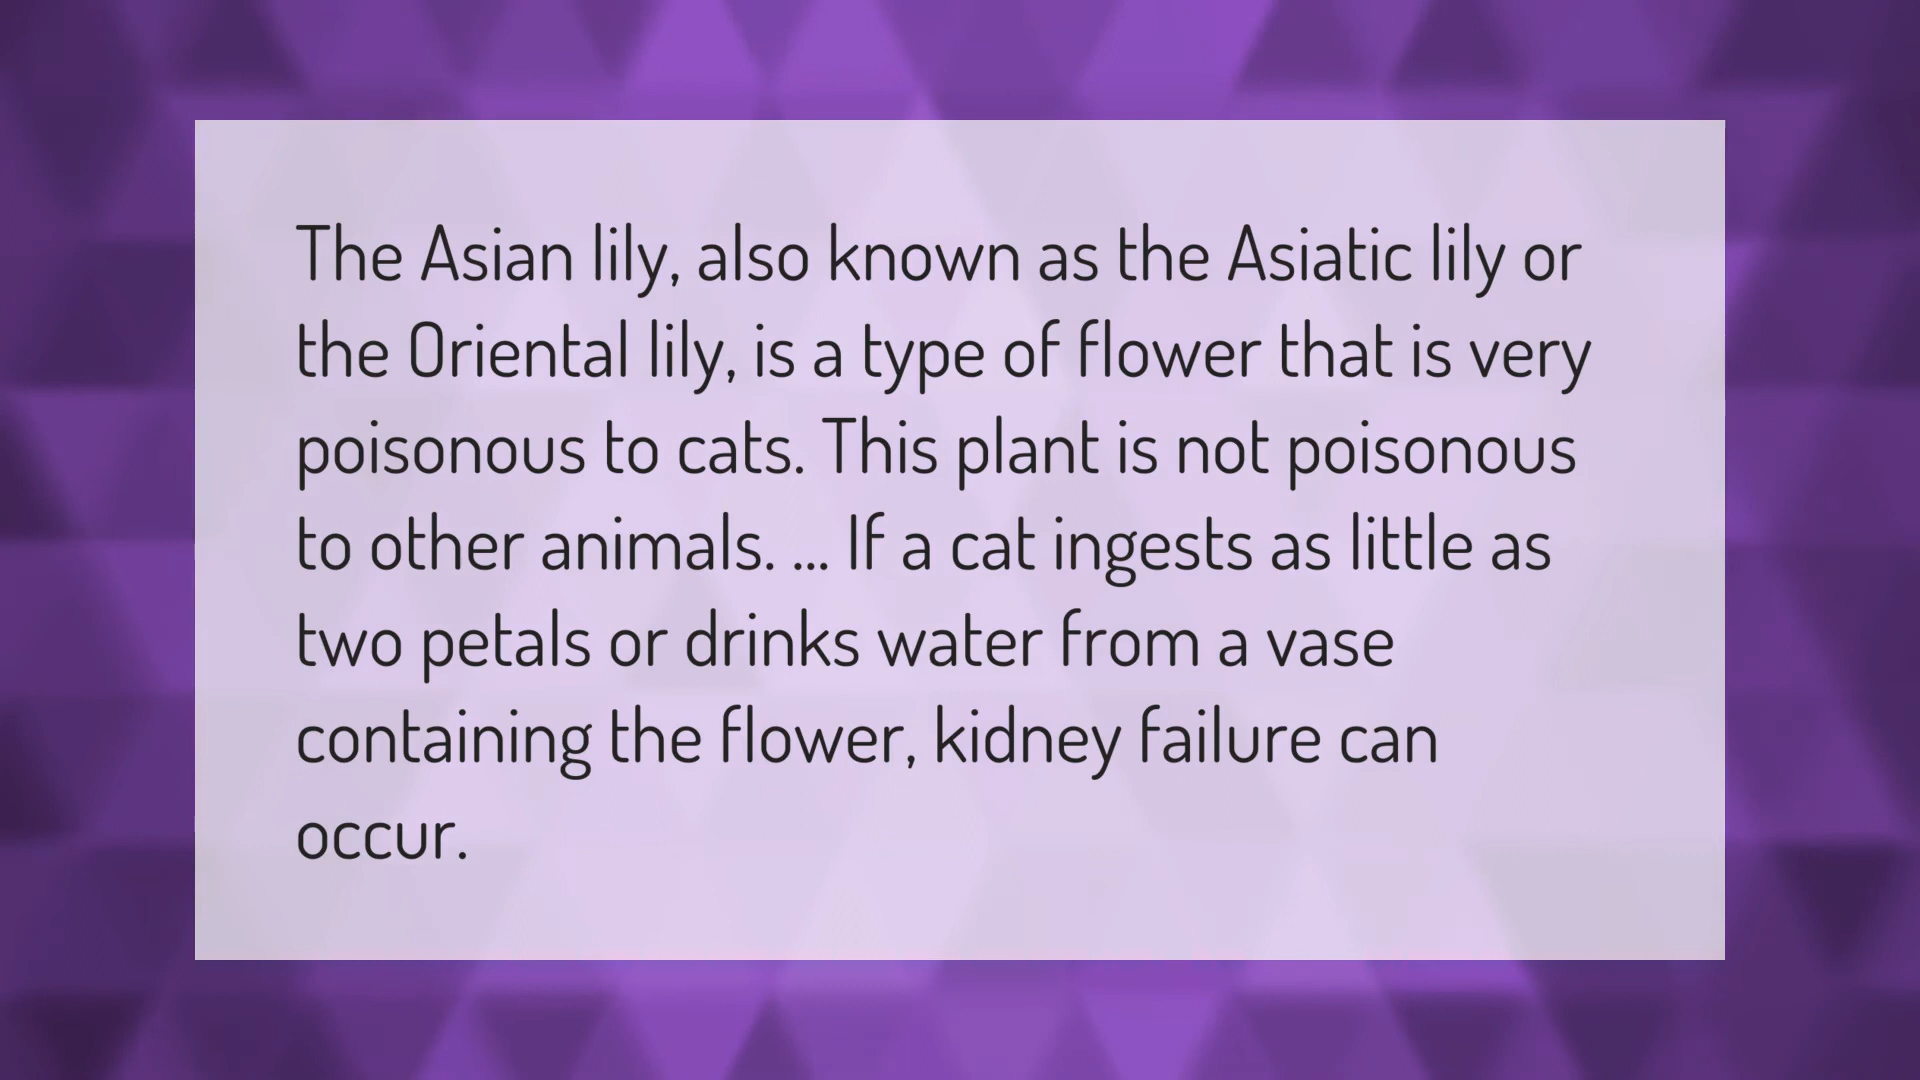 The Asian lily, also known as the Asiatic lily or
the Oriental lily, is a type of flower that is very
poisonous to cats. This plant is not poisonous
to other animals. ... If a cat ingests as little as
two petals or drinks water from a vase
containing the flower, kidney failure can
occur.